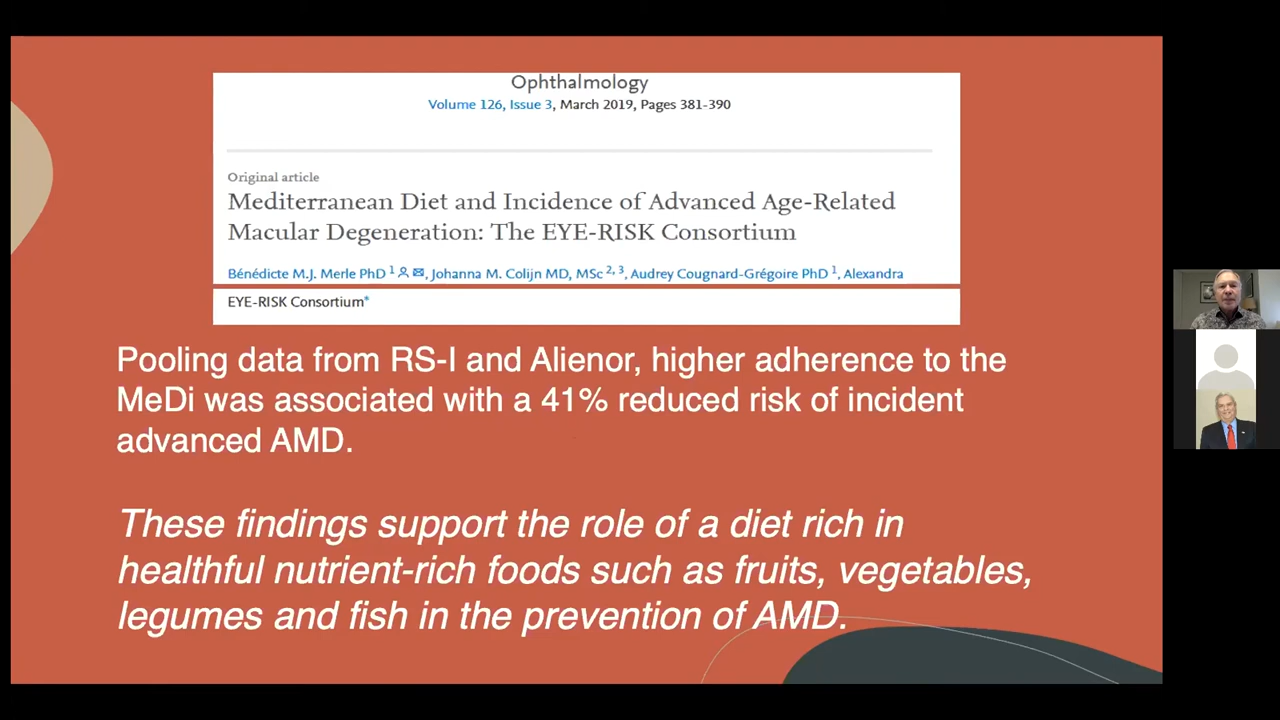 Ophthalmology
Volume 126, Issue 3, March 2019, Pages 381-390
Original article
Mediterranean Diet and Incidence of Advanced Age-Related
Macular Degeneration: The EYE-RISK Consortium
Bénédicte M.J. Merle PhD 1, Johanna M. Colijn MD, MSc 2, 3, Audrey Cougnard-Grégoire PhD 1, Alexandra
EYE-RISK Consortium*
Pooling data from RS-I and Alienor, higher adherence to the
MeDi was associated with a 41% reduced risk of incident
advanced AMD.
These findings support the role of a diet rich in
healthful nutrient-rich foods such as fruits, vegetables,
legumes and fish in the prevention of AMD.